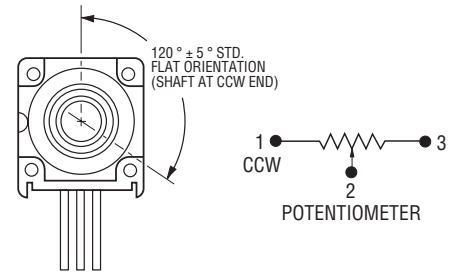 120 ° ± 5 ° STD.
FLAT ORIENTATION
(SHAFT AT CCW END)
1
3
CCW
2
POTENTIOMETER